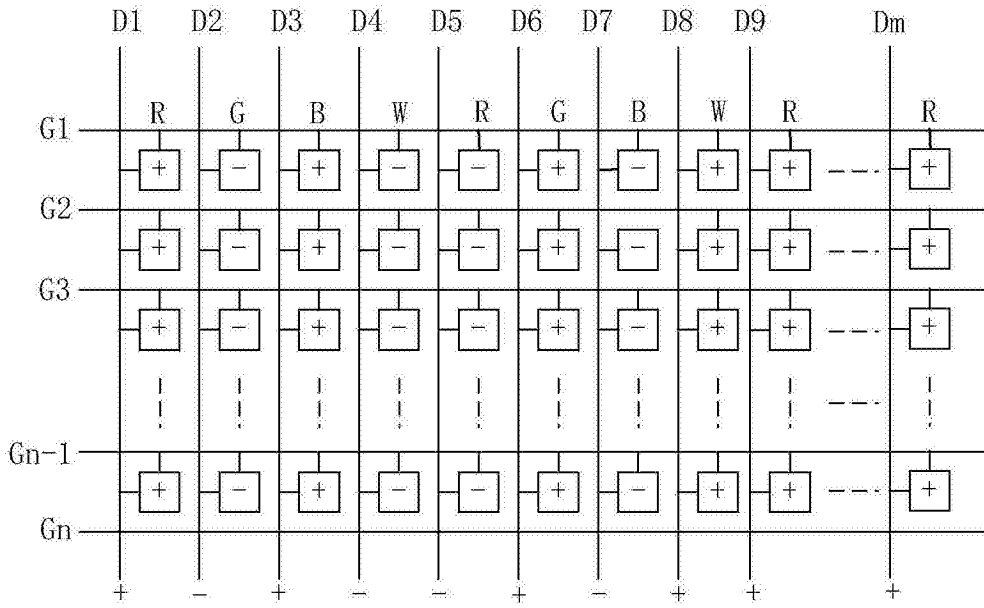 D1 D2 D3 D4 D5 D6 D7 D8 D9 Dm
R G B W R G B W R R
G1
+ − + − − + − + + +
G2
+ − + − − + − + + +
G3
+ − + − − + − + + +
Gn-1
+ − + − − + − + + +
Gn
+ − + − − + − + + +